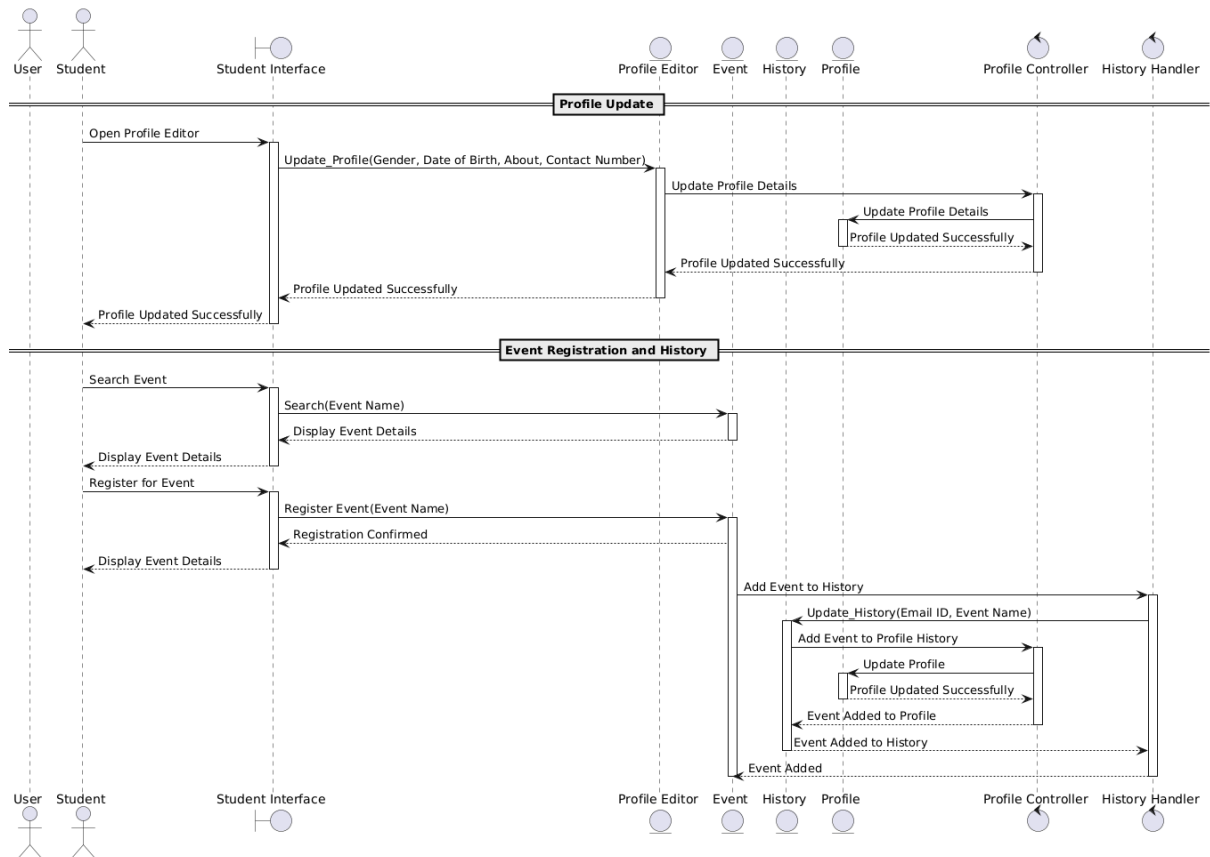 User Student Student Interface Profile Editor Event History Profile Profile Controller History Handler
Profile Update
Open Profile Editor
Update_Profile(Gender, Date of Birth, About, Contact Number)
Update Profile Details
Update Profile Details
Profile Updated Successfully
Profile Updated Successfully
Profile Updated Successfully
Profile Updated Successfully
Event Registration and History
Search Event
Search(Event Name)
Display Event Details
Display Event Details
Register for Event
Register Event(Event Name)
Registration Confirmed
Display Event Details
Add Event to History
Update_History(Email ID, Event Name)
Add Event to Profile History
Update Profile
Profile Updated Successfully
Event Added to Profile
Event Added to History
Event Added
User Student Student Interface Profile Editor Event History Profile Profile Controller History Handler